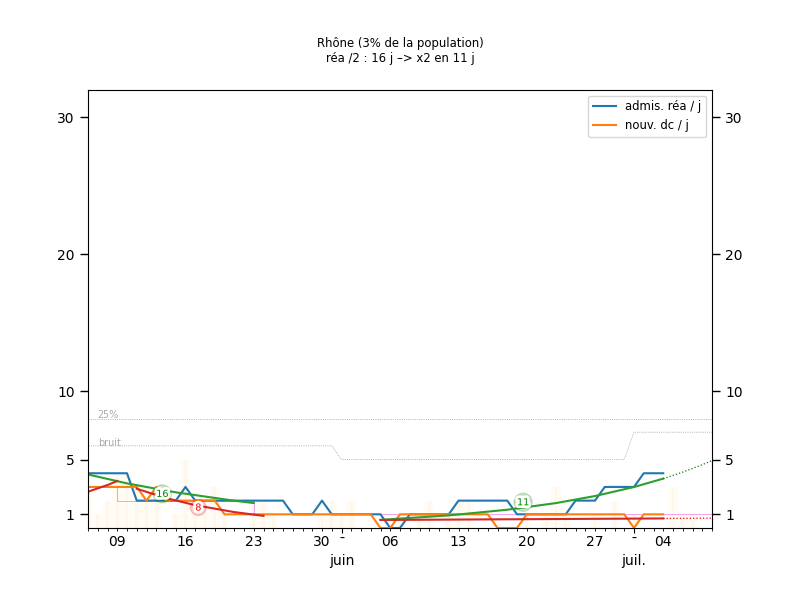 Rhône (3% de la population)
réa /2 : 16 j –> x2 en 11 j
admis. réa / j
nouv. dc / j
30
30
20
20
10
10
25%
bruit
5
5
16
8
11
1
1
09 16 23 30 - 06 13 20 27 - 04
juin juil.